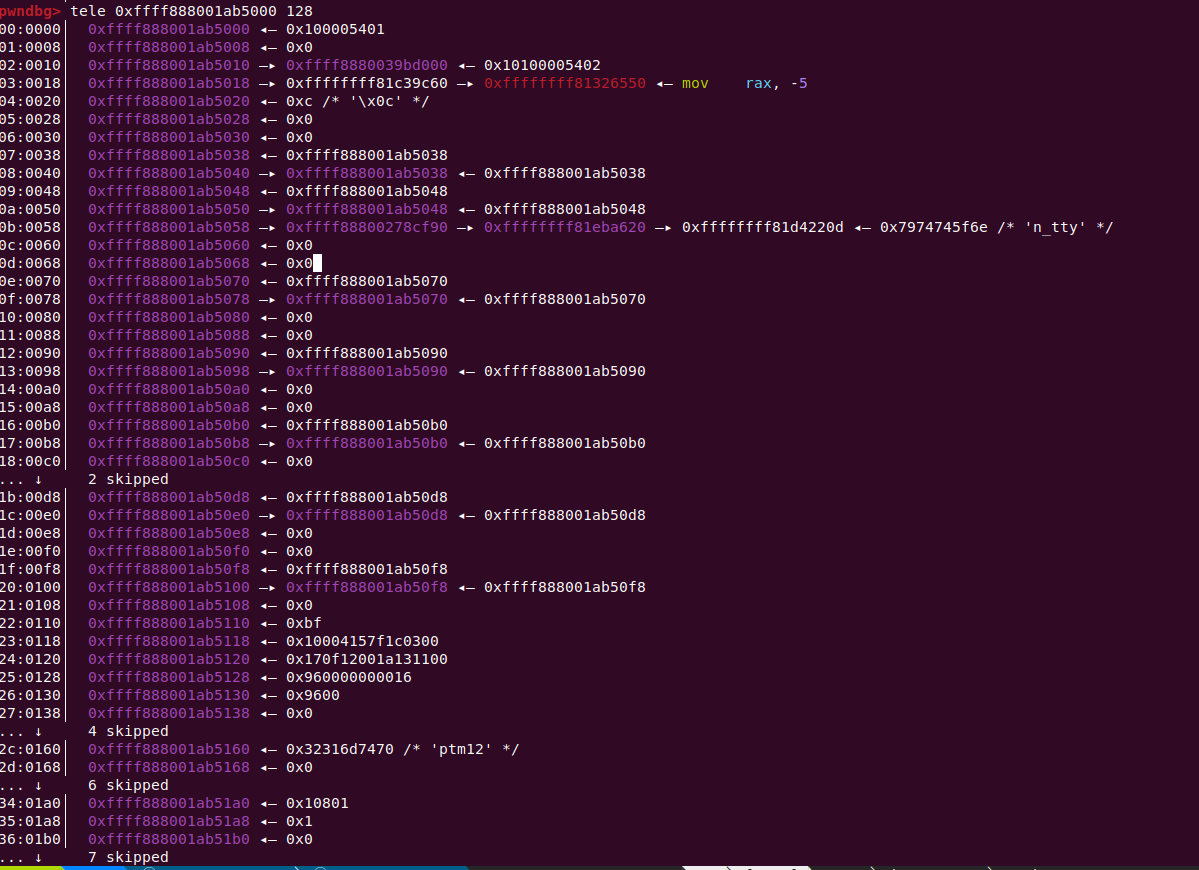 pwndbg> tele 0xffff888001ab5000 128
00:0000│ 0xffff888001ab5000 ◂— 0x100005401
01:0008│ 0xffff888001ab5008 ◂— 0x0
02:0010│ 0xffff888001ab5010 —▸ 0xffff8880039bd000 ◂— 0x10100005402
03:0018│ 0xffff888001ab5018 —▸ 0xffffffff81c39c60 —▸ 0xffffffff81326550 ◂— mov rax, -5
04:0020│ 0xffff888001ab5020 ◂— 0xc /* '\x0c' */
05:0028│ 0xffff888001ab5028 ◂— 0x0
06:0030│ 0xffff888001ab5030 ◂— 0x0
07:0038│ 0xffff888001ab5038 ◂— 0xffff888001ab5038
08:0040│ 0xffff888001ab5040 —▸ 0xffff888001ab5038 ◂— 0xffff888001ab5038
09:0048│ 0xffff888001ab5048 ◂— 0xffff888001ab5048
0a:0050│ 0xffff888001ab5050 —▸ 0xffff888001ab5048 ◂— 0xffff888001ab5048
0b:0058│ 0xffff888001ab5058 —▸ 0xffff88800278cf90 —▸ 0xffffffff81eba620 —▸ 0xffffffff81d4220d ◂— 0x7974745f6e /* 'n_tty' */
0c:0060│ 0xffff888001ab5060 ◂— 0x0
0d:0068│ 0xffff888001ab5068 ◂— 0x0
0e:0070│ 0xffff888001ab5070 ◂— 0xffff888001ab5070
0f:0078│ 0xffff888001ab5078 —▸ 0xffff888001ab5070 ◂— 0xffff888001ab5070
10:0080│ 0xffff888001ab5080 ◂— 0x0
11:0088│ 0xffff888001ab5088 ◂— 0x0
12:0090│ 0xffff888001ab5090 ◂— 0xffff888001ab5090
13:0098│ 0xffff888001ab5098 —▸ 0xffff888001ab5090 ◂— 0xffff888001ab5090
14:00a0│ 0xffff888001ab50a0 ◂— 0x0
15:00a8│ 0xffff888001ab50a8 ◂— 0x0
16:00b0│ 0xffff888001ab50b0 ◂— 0xffff888001ab50b0
17:00b8│ 0xffff888001ab50b8 —▸ 0xffff888001ab50b0 ◂— 0xffff888001ab50b0
18:00c0│ 0xffff888001ab50c0 ◂— 0x0
... ↓ 2 skipped
1b:00d8│ 0xffff888001ab50d8 ◂— 0xffff888001ab50d8
1c:00e0│ 0xffff888001ab50e0 —▸ 0xffff888001ab50d8 ◂— 0xffff888001ab50d8
1d:00e8│ 0xffff888001ab50e8 ◂— 0x0
1e:00f0│ 0xffff888001ab50f0 ◂— 0x0
1f:00f8│ 0xffff888001ab50f8 ◂— 0xffff888001ab50f8
20:0100│ 0xffff888001ab5100 —▸ 0xffff888001ab50f8 ◂— 0xffff888001ab50f8
21:0108│ 0xffff888001ab5108 ◂— 0x0
22:0110│ 0xffff888001ab5110 ◂— 0xbf
23:0118│ 0xffff888001ab5118 ◂— 0x10004157f1c0300
24:0120│ 0xffff888001ab5120 ◂— 0x170f12001a131100
25:0128│ 0xffff888001ab5128 ◂— 0x960000000016
26:0130│ 0xffff888001ab5130 ◂— 0x9600
27:0138│ 0xffff888001ab5138 ◂— 0x0
... ↓ 4 skipped
2c:0160│ 0xffff888001ab5160 ◂— 0x32316d7470 /* 'ptm12' */
2d:0168│ 0xffff888001ab5168 ◂— 0x0
... ↓ 6 skipped
34:01a0│ 0xffff888001ab51a0 ◂— 0x10801
35:01a8│ 0xffff888001ab51a8 ◂— 0x1
36:01b0│ 0xffff888001ab51b0 ◂— 0x0
... ↓ 7 skipped